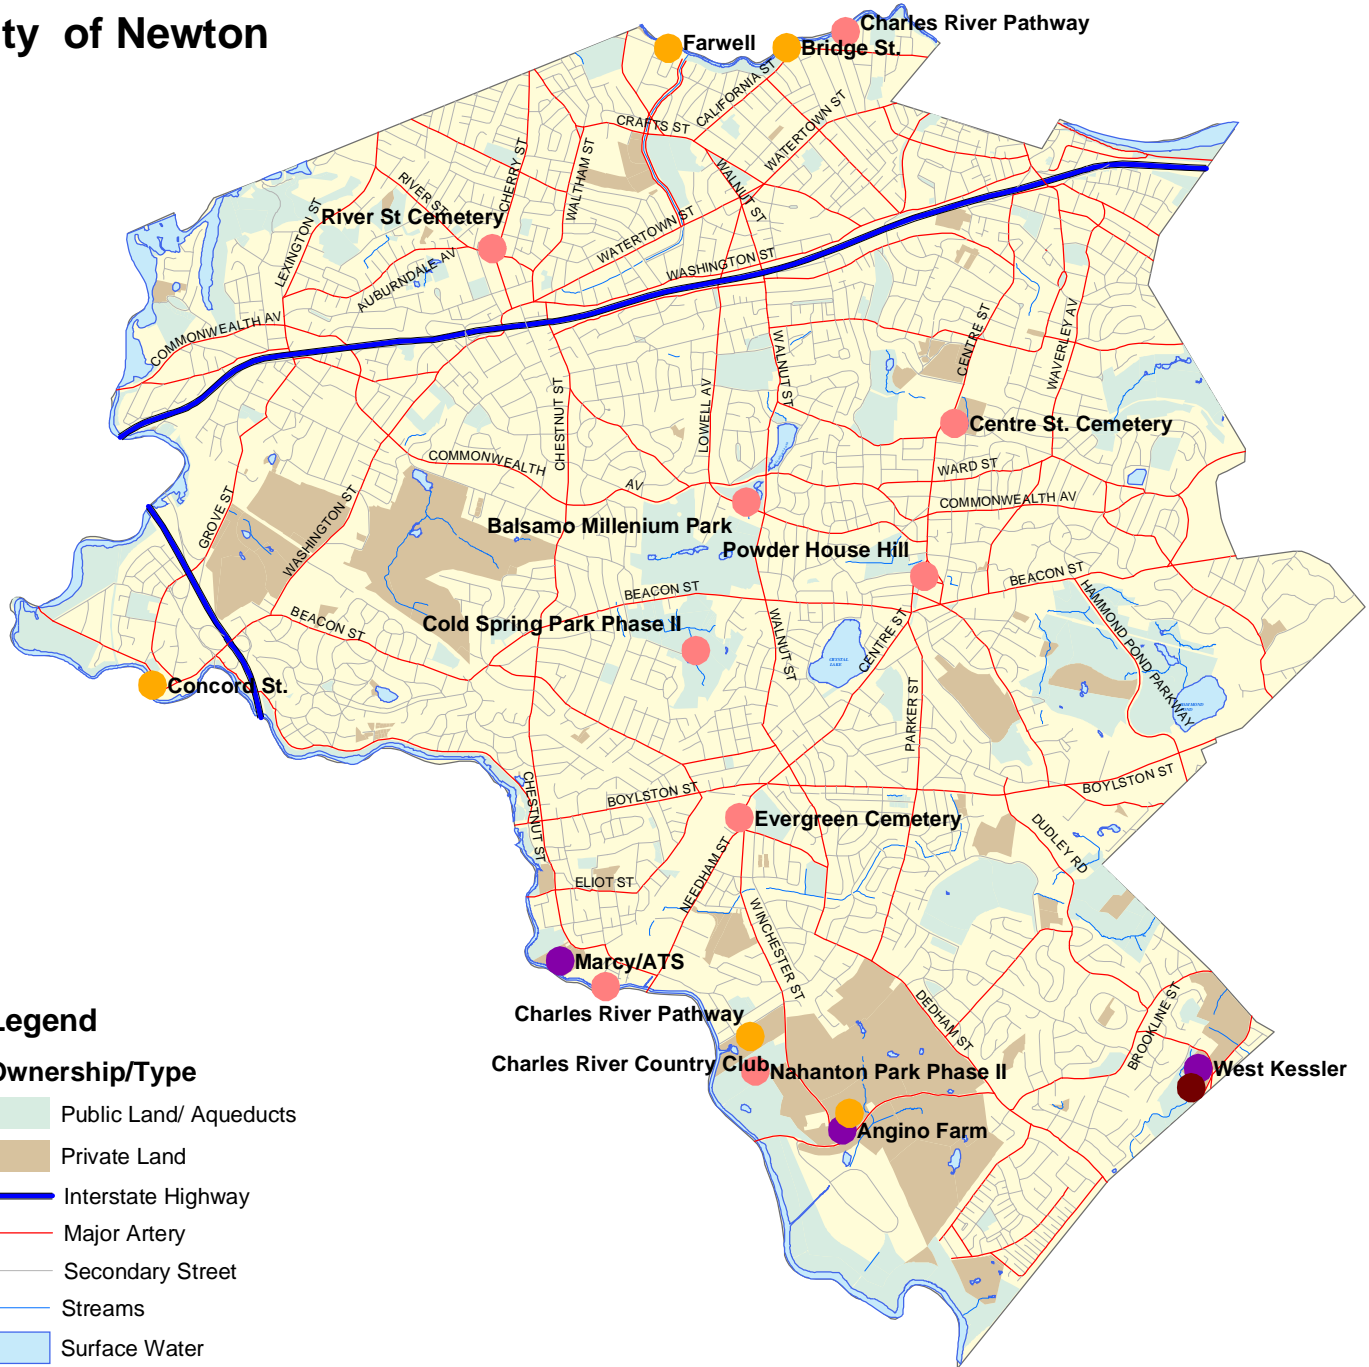 ty of Newton
Farwell
Bridge St.
Charles River Pathway
CALIFORNIA ST
CRAFTS ST
WATERTOWN ST
CHERRY ST
WALTHAM ST
WALNUT ST
RIVER ST
River St Cemetery
LEXINGTON ST
WATERTOWN ST
AUBURNDALE AV
WASHINGTON ST
COMMONWEALTH AV
CENTRE ST
WAVERLEY AV
WALNUT ST
CHESTNUT ST
LOWELL AV
Centre St. Cemetery
COMMONWEALTH
AV
WARD ST
COMMONWEALTH AV
GROVE ST
WASHINGTON ST
Balsamo Millenium Park
Powder House Hill
BEACON ST
BEACON ST
HAMMOND POND PARKWAY
BEACON ST
Cold Spring Park Phase II
WALNUT ST
CENTRE ST
CRYSTAL
LAKE
Concord St.
PARKER ST
CHESTNUT ST
BOYLSTON ST
BOYLSTON ST
Evergreen Cemetery
DUDLEY RD
ELIOT ST
NEEDHAM ST
WINCHESTER ST
Marcy/ATS
Charles River Pathway
DEDHAM ST
BROOKLINE ST
Charles River Country Club
Nahanton Park Phase II
West Kessler
Angino Farm
Legend
Ownership/Type
Public Land/ Aqueducts
Private Land
Interstate Highway
Major Artery
Secondary Street
Streams
Surface Water